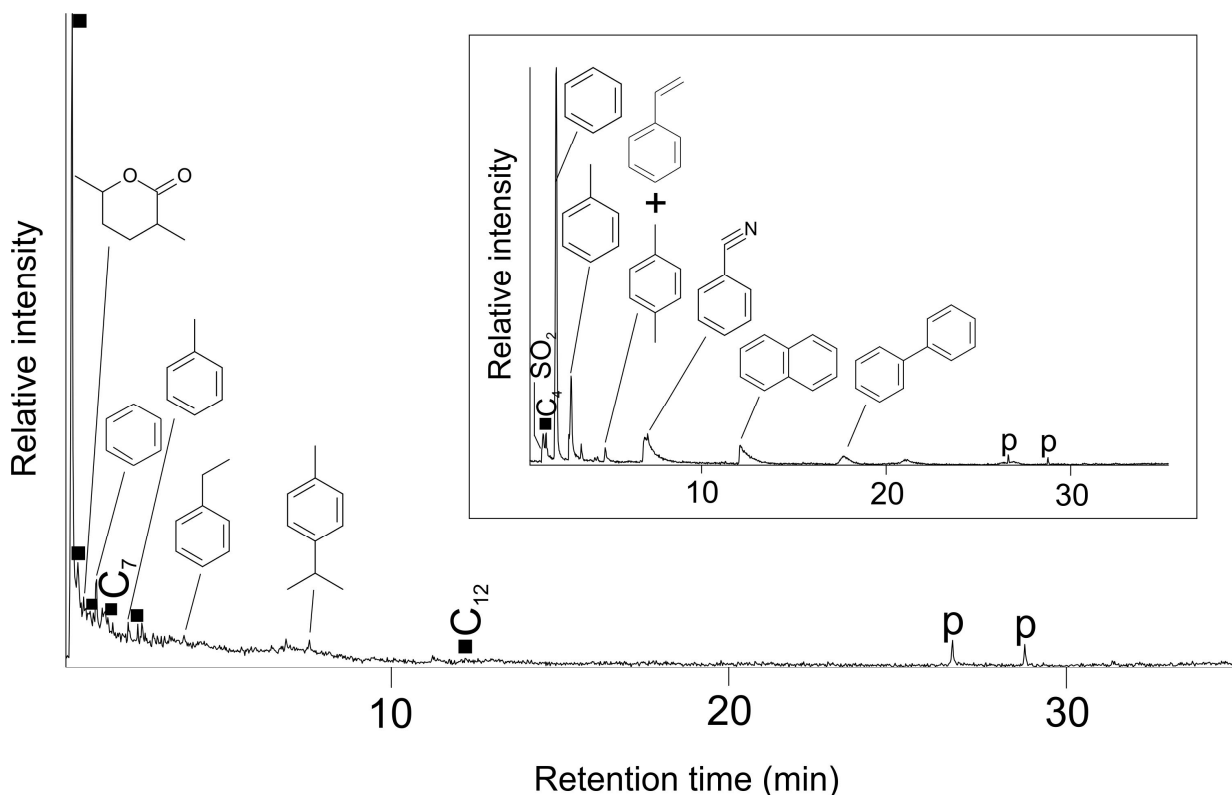 Relative intensity
O
O
C7
C12
p
p
10
20
30
Retention time (min)
Relative intensity
SO2
C4
+
N
p
p
10
20
30